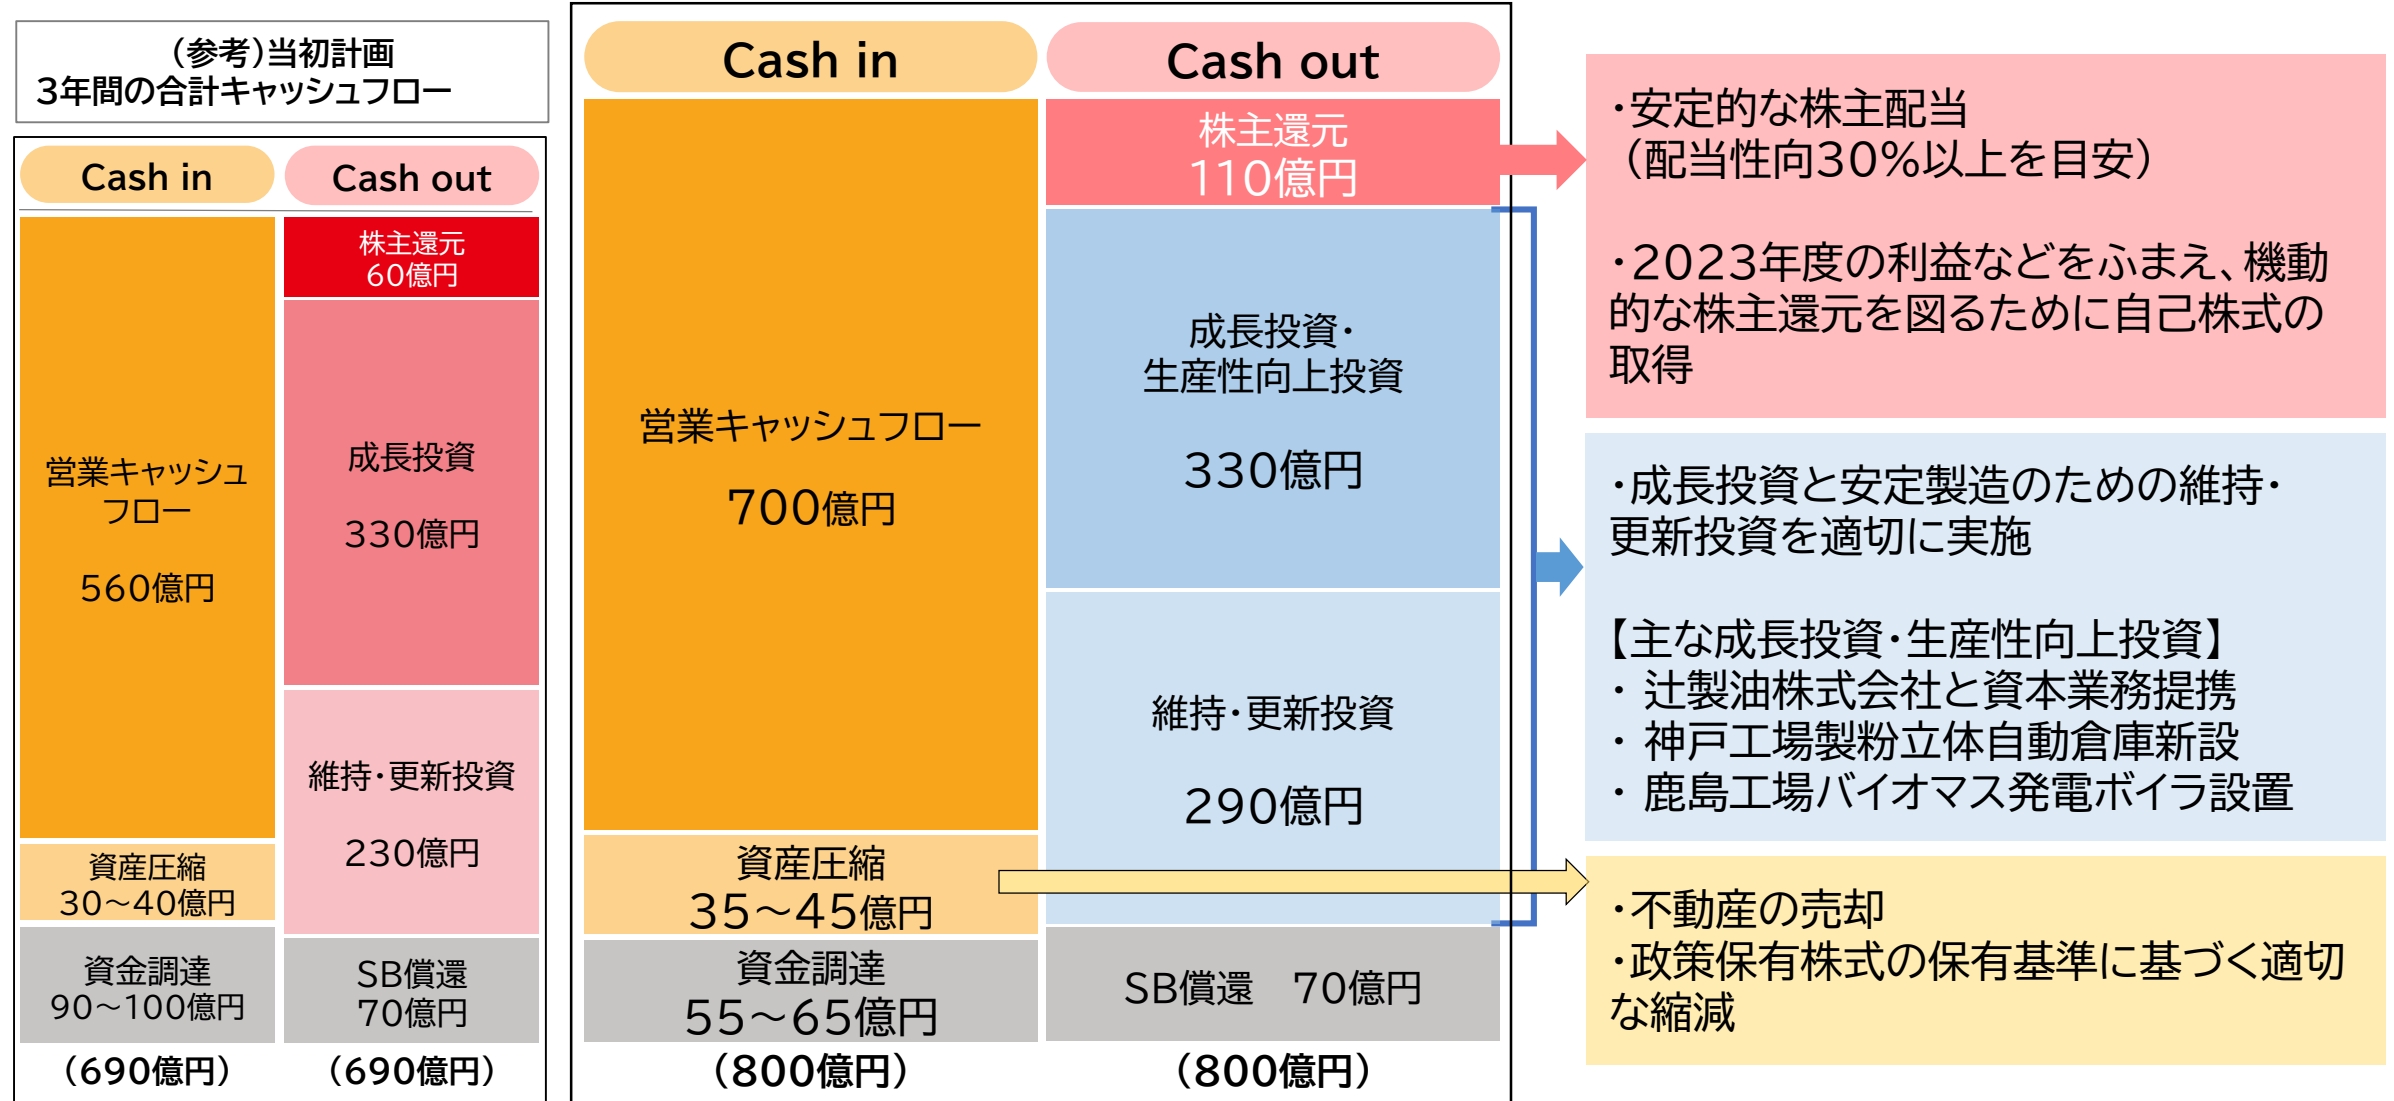 （参考）当初計画
3年間の合計キャッシュフロー
Cash in
Cash out
営業キャッシュ
フロー
560億円
資産圧縮
30～40億円
資金調達
90～100億円
（690億円）
株主還元
60億円
成長投資
330億円
維持・更新投資
230億円
SB償還
70億円
（690億円）
Cash in
Cash out
営業キャッシュフロー
700億円
資産圧縮
35～45億円
資金調達
55～65億円
（800億円）
株主還元
110億円
成長投資・
生産性向上投資
330億円
維持・更新投資
290億円
SB償還　70億円
（800億円）
・安定的な株主配当
（配当性向30％以上を目安）
・2023年度の利益などをふまえ、機動
的な株主還元を図るために自己株式の
取得
・成長投資と安定製造のための維持・
更新投資を適切に実施
【主な成長投資・生産性向上投資】
・ 辻製油株式会社と資本業務提携
・ 神戸工場製粉立体自動倉庫新設
・ 鹿島工場バイオマス発電ボイラ設置
・不動産の売却
・政策保有株式の保有基準に基づく適切
な縮減